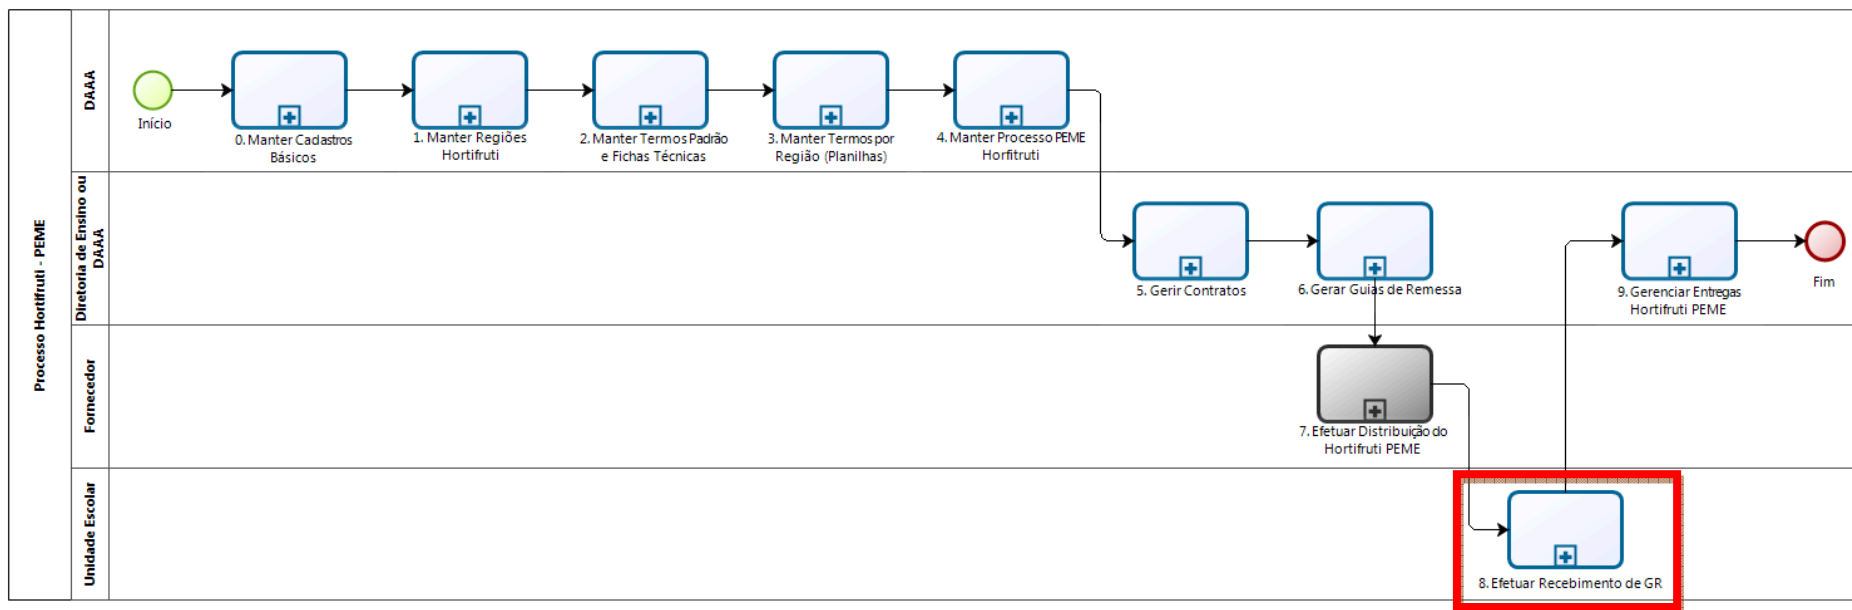 Processo Hortifruti - PEME
DAAA
Início
0. Manter Cadastros
Básicos
1. Manter Regiões
Hortifruti
2. Manter Termos Padrão
e Fichas Técnicas
3. Manter Termos por
Região (Planilhas)
4. Manter Processo PEME
Horfitruti
Diretoria de Ensino ou
DAAA
5. Gerir Contratos
6. Gerar Guias de Remessa
9. Gerenciar Entregas
Hortifruti PEME
Fim
Fornecedor
7. Efetuar Distribuição do
Hortifruti PEME
Unidade Escolar
8. Efetuar Recebimento de GR